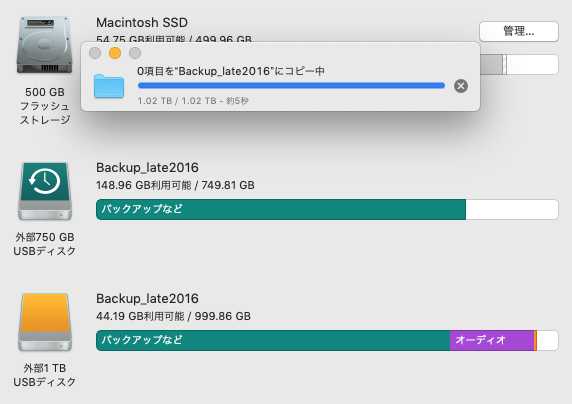 Macintosh SSD
54.75 GB利用可能 / 499.96 GB
管理...
0項目を“Backup_late2016”にコピー中
1.02 TB / 1.02 TB - 約5秒
500 GB
フラッシュ
ストレージ
Backup_late2016
148.96 GB利用可能 / 749.81 GB
バックアップなど
外部750 GB
USBディスク
Backup_late2016
44.19 GB利用可能 / 999.86 GB
バックアップなど
オーディオ
外部1 TB
USBディスク